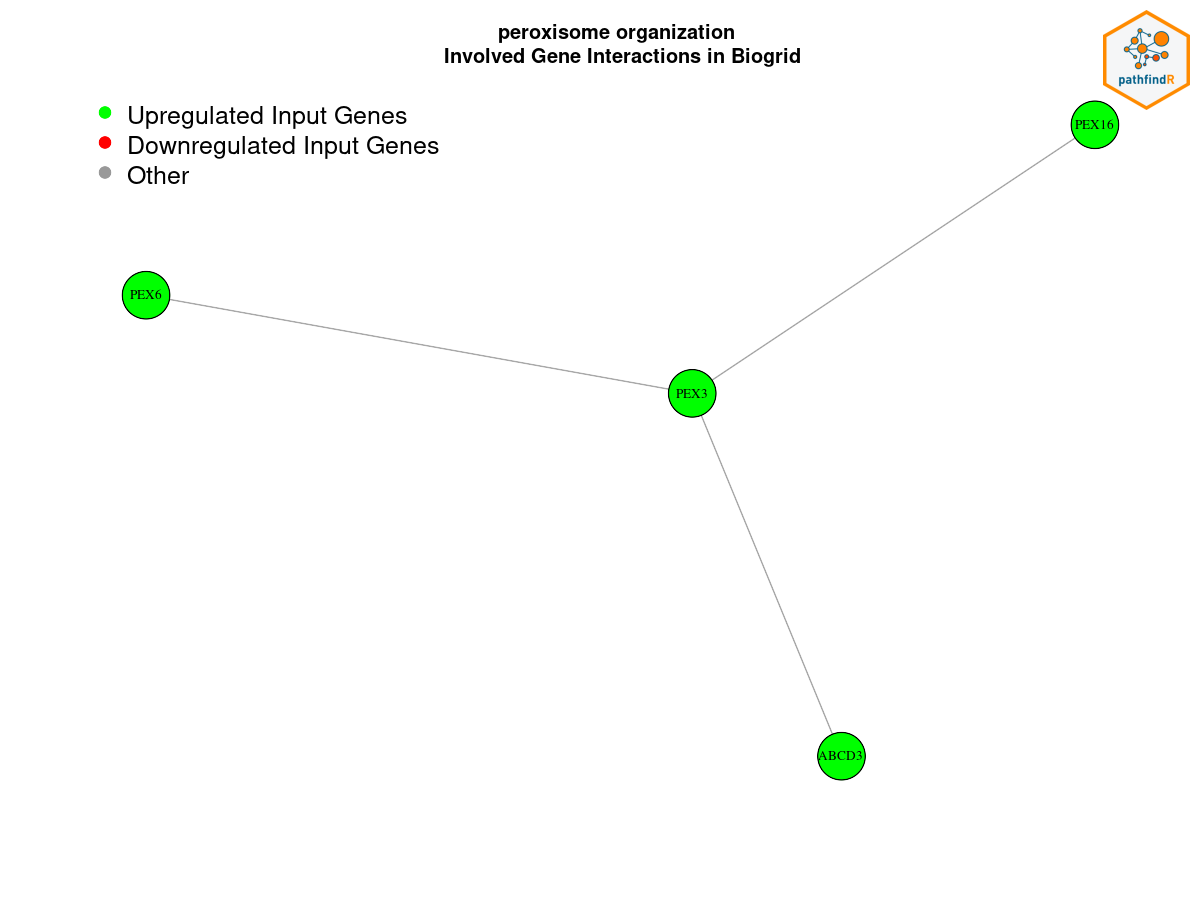 peroxisome organization
Involved Gene Interactions in Biogrid
pathfindR
Upregulated Input Genes
Downregulated Input Genes
Other
PEX16
PEX6
PEX3
ABCD3